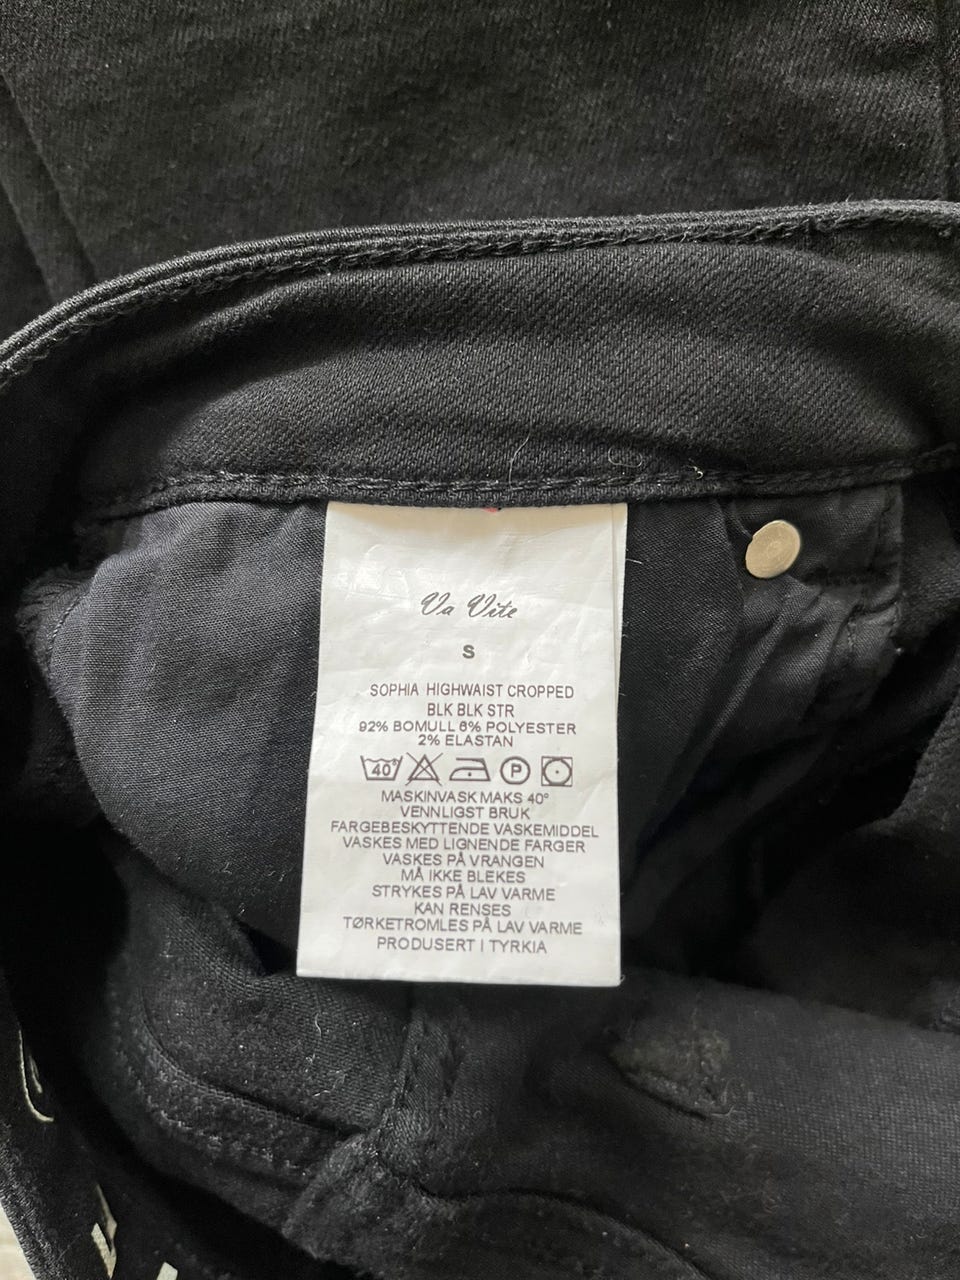 Va Vite
S
SOPHIA HIGHWAIST CROPPED
BLK BLK STR
92% BOMULL 6% POLYESTER
2% ELASTAN
40° P
MASKINVASK MAKS 40°
VENNLIGST BRUK
FARGEBESKYTTENDE VASKEMIDDEL
VASKES MED LIGNENDE FARGER
VASKES PÅ VRANGEN
MÅ IKKE BLEKES
STRYKES PÅ LAV VARME
KAN RENSES
TØRKETROMLES PÅ LAV VARME
PRODUSERT I TYRKIA